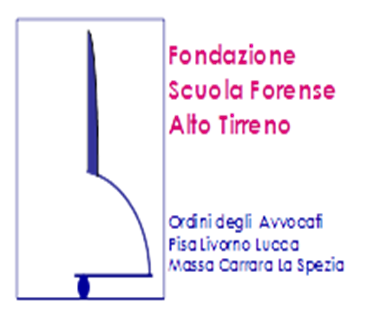 Fondazione
Scuola Forense
Alto Tirreno
Ordini degli Avvocati
Pisa Livorno Lucca
Massa Carrara La Spezia